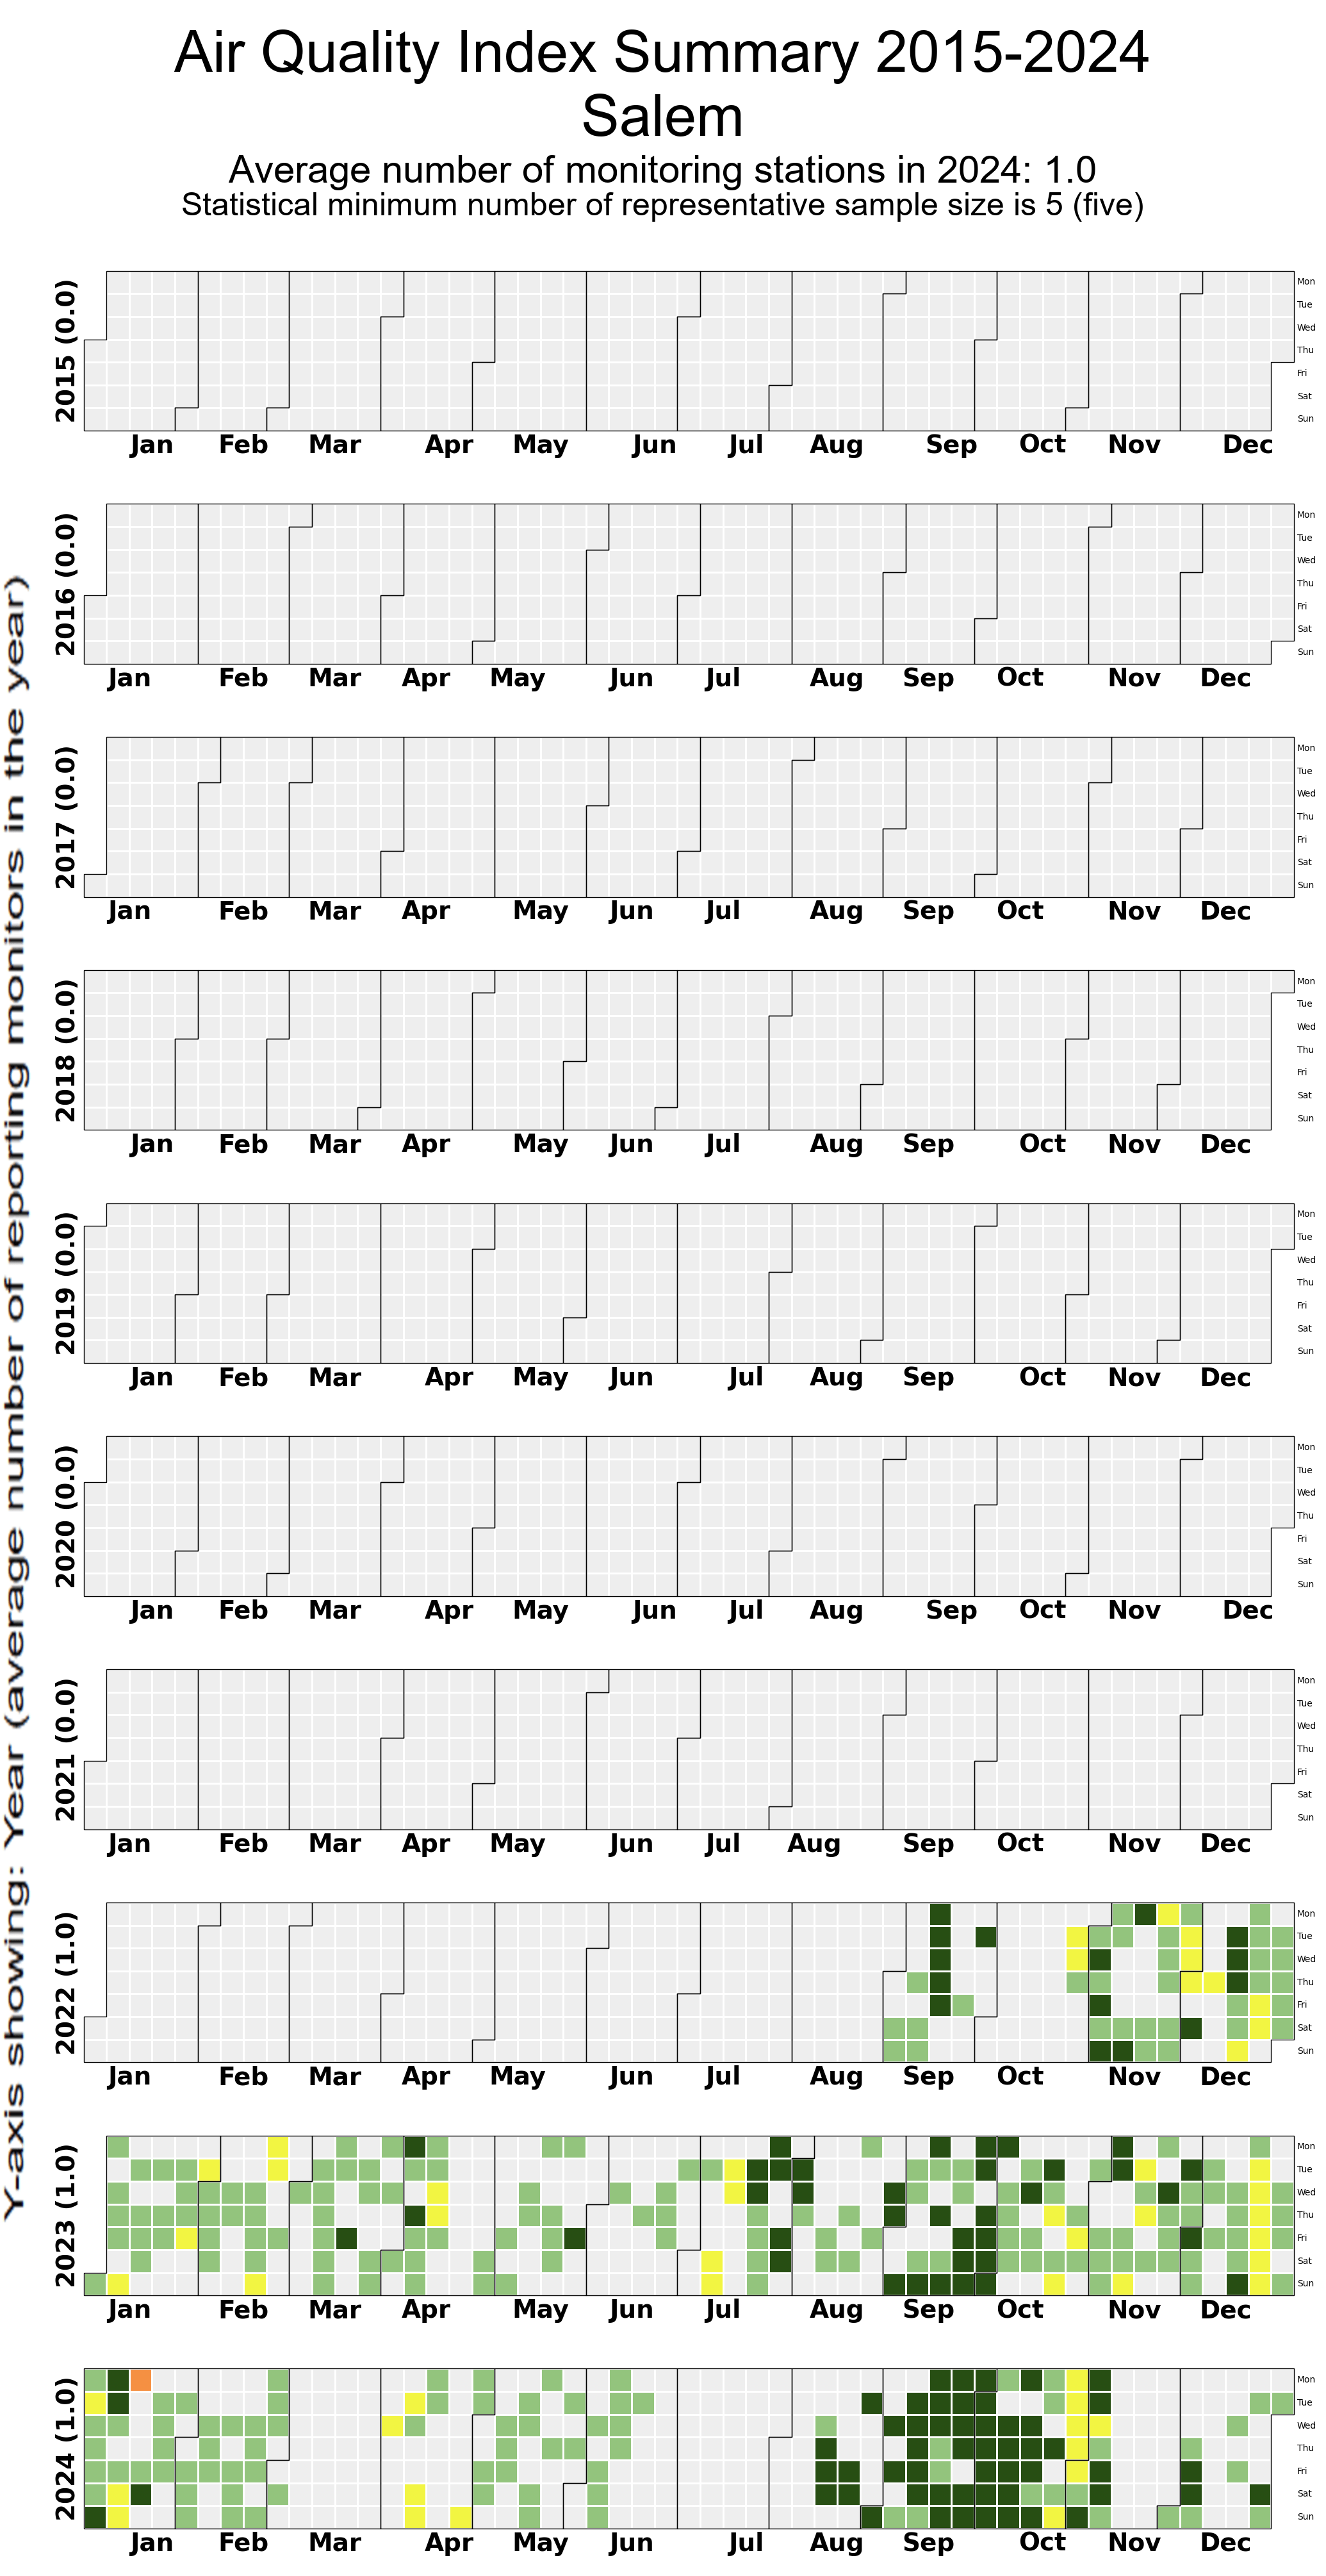 Air Quality Index Summary 2015-2024
Salem
Average number of monitoring stations in 2024: 1.0
Statistical minimum number of representative sample size is 5 (five)
Y-axis showing: Year (average number of reporting monitors in the year)
2015 (0.0)
Mon
Tue
Wed
Thu
Fri
Sat
Sun
Jan Feb Mar Apr May Jun Jul Aug Sep Oct Nov Dec
2016 (0.0)
Mon
Tue
Wed
Thu
Fri
Sat
Sun
Jan Feb Mar Apr May Jun Jul Aug Sep Oct Nov Dec
2017 (0.0)
Mon
Tue
Wed
Thu
Fri
Sat
Sun
Jan Feb Mar Apr May Jun Jul Aug Sep Oct Nov Dec
2018 (0.0)
Mon
Tue
Wed
Thu
Fri
Sat
Sun
Jan Feb Mar Apr May Jun Jul Aug Sep Oct Nov Dec
2019 (0.0)
Mon
Tue
Wed
Thu
Fri
Sat
Sun
Jan Feb Mar Apr May Jun Jul Aug Sep Oct Nov Dec
2020 (0.0)
Mon
Tue
Wed
Thu
Fri
Sat
Sun
Jan Feb Mar Apr May Jun Jul Aug Sep Oct Nov Dec
2021 (0.0)
Mon
Tue
Wed
Thu
Fri
Sat
Sun
Jan Feb Mar Apr May Jun Jul Aug Sep Oct Nov Dec
2022 (1.0)
Mon
Tue
Wed
Thu
Fri
Sat
Sun
Jan Feb Mar Apr May Jun Jul Aug Sep Oct Nov Dec
2023 (1.0)
Mon
Tue
Wed
Thu
Fri
Sat
Sun
Jan Feb Mar Apr May Jun Jul Aug Sep Oct Nov Dec
2024 (1.0)
Mon
Tue
Wed
Thu
Fri
Sat
Sun
Jan Feb Mar Apr May Jun Jul Aug Sep Oct Nov Dec